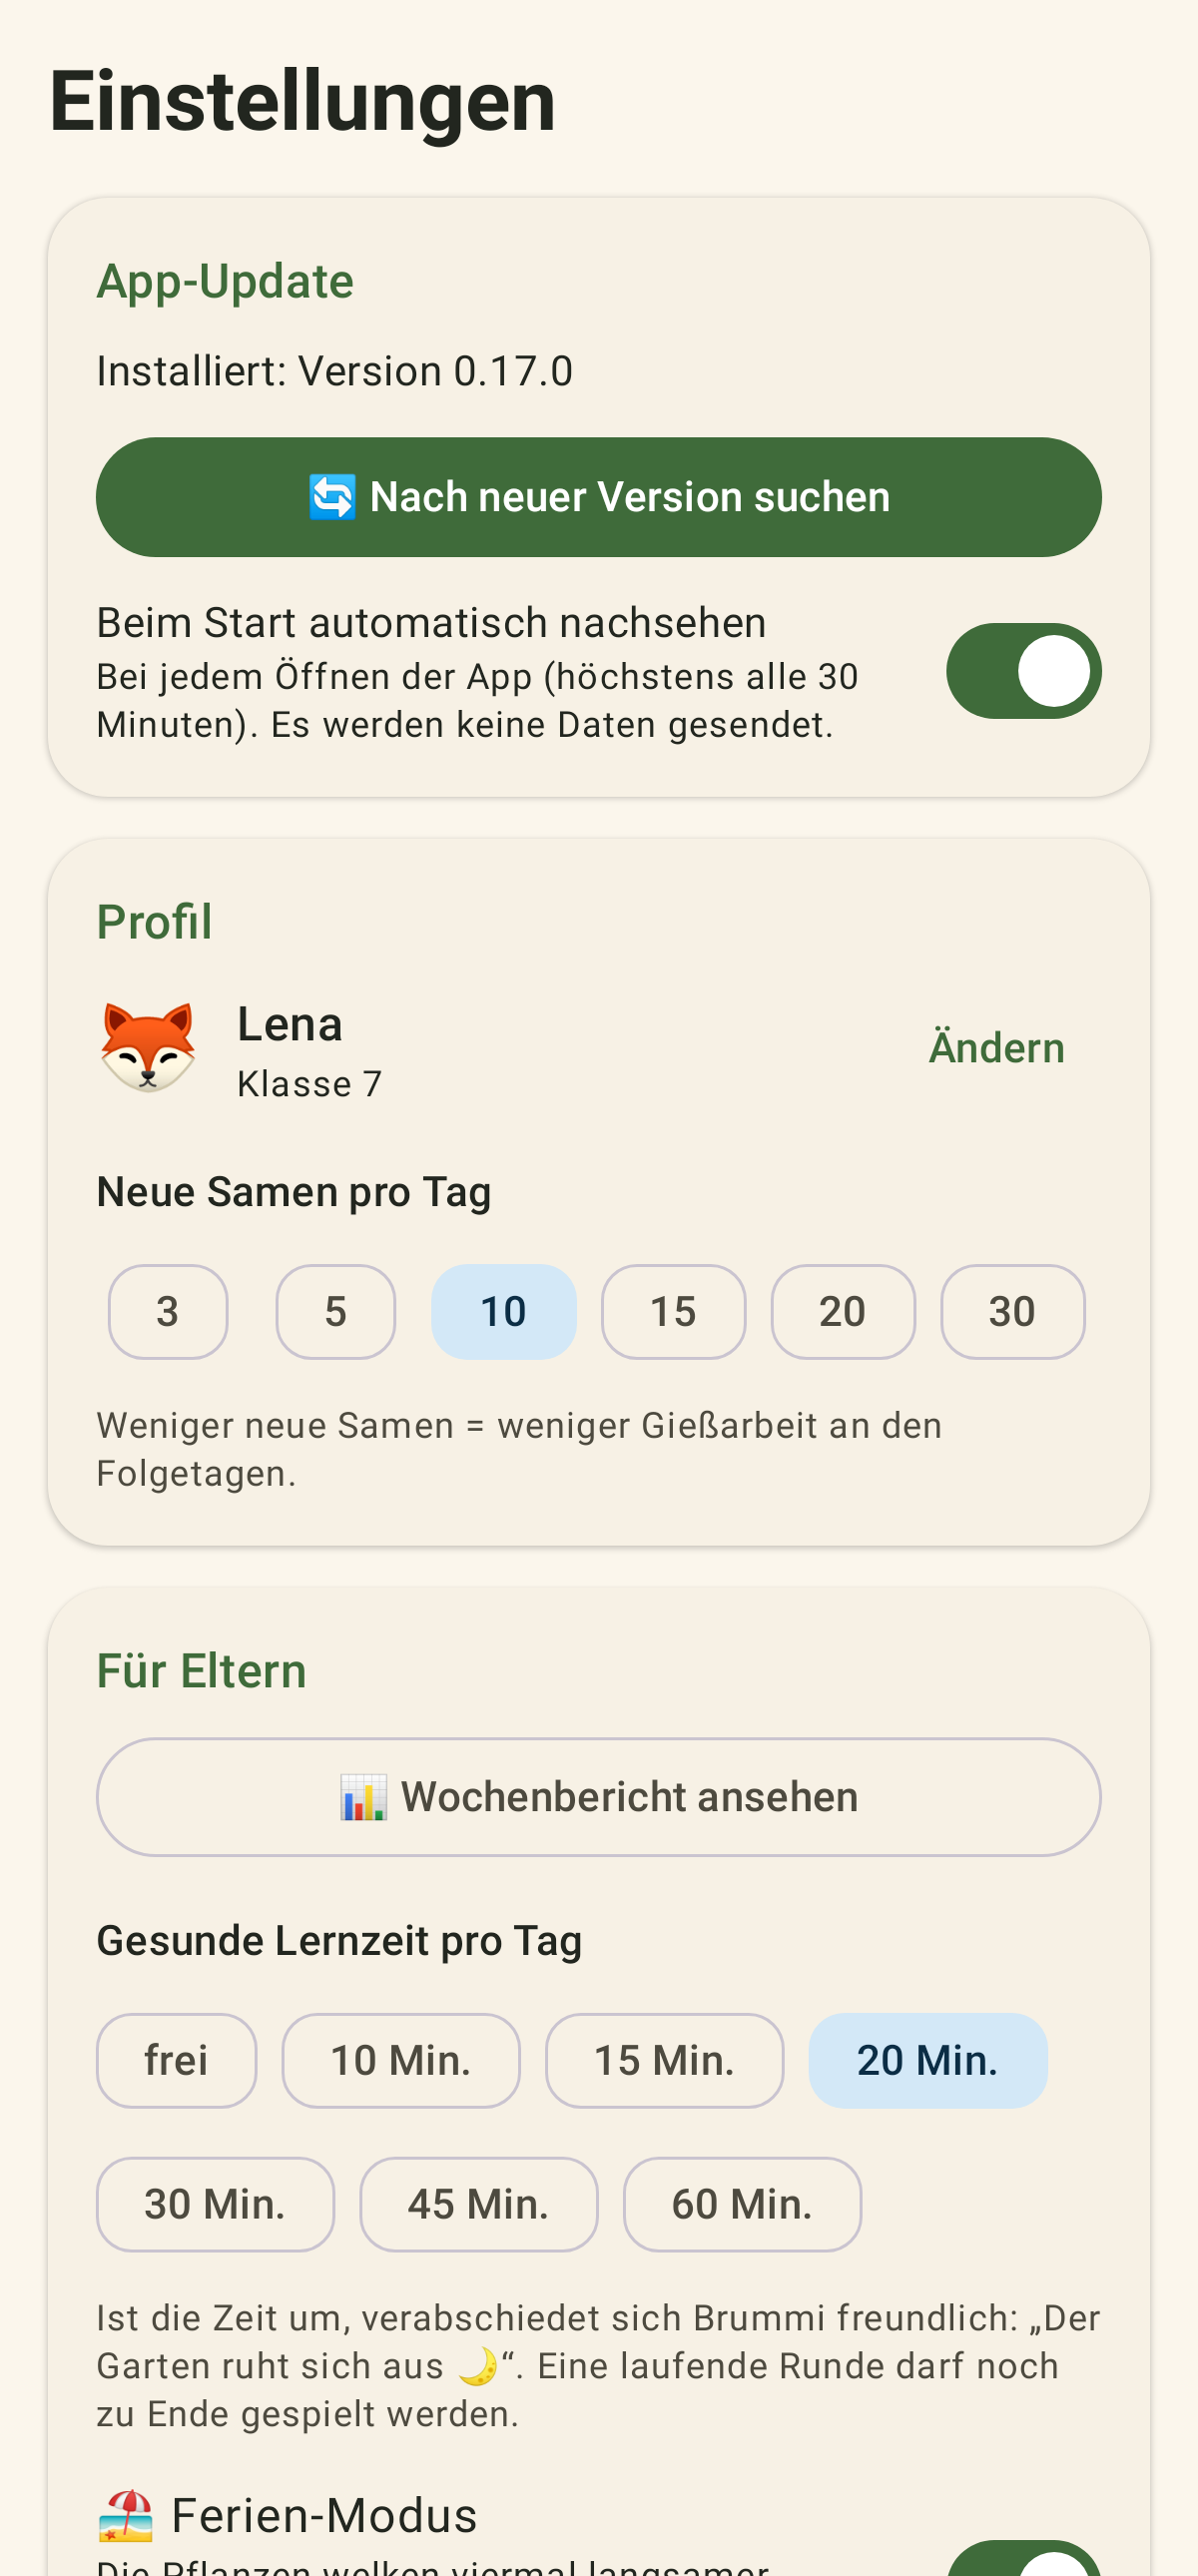 Einstellungen
App-Update
Installiert: Version 0.17.0
🔄 Nach neuer Version suchen
Beim Start automatisch nachsehen
Bei jedem Öffnen der App (höchstens alle 30
Minuten). Es werden keine Daten gesendet.
Profil
Lena
Klasse 7
Ändern
Neue Samen pro Tag
3 5 10 15 20 30
Weniger neue Samen = weniger Gießarbeit an den
Folgetagen.
Für Eltern
📊 Wochenbericht ansehen
Gesunde Lernzeit pro Tag
frei 10 Min. 15 Min. 20 Min.
30 Min. 45 Min. 60 Min.
Ist die Zeit um, verabschiedet sich Brummi freundlich: „Der
Garten ruht sich aus 🌛“. Eine laufende Runde darf noch
zu Ende gespielt werden.
🏖️ Ferien-Modus
Die Pflanzen welken viermal langsamer